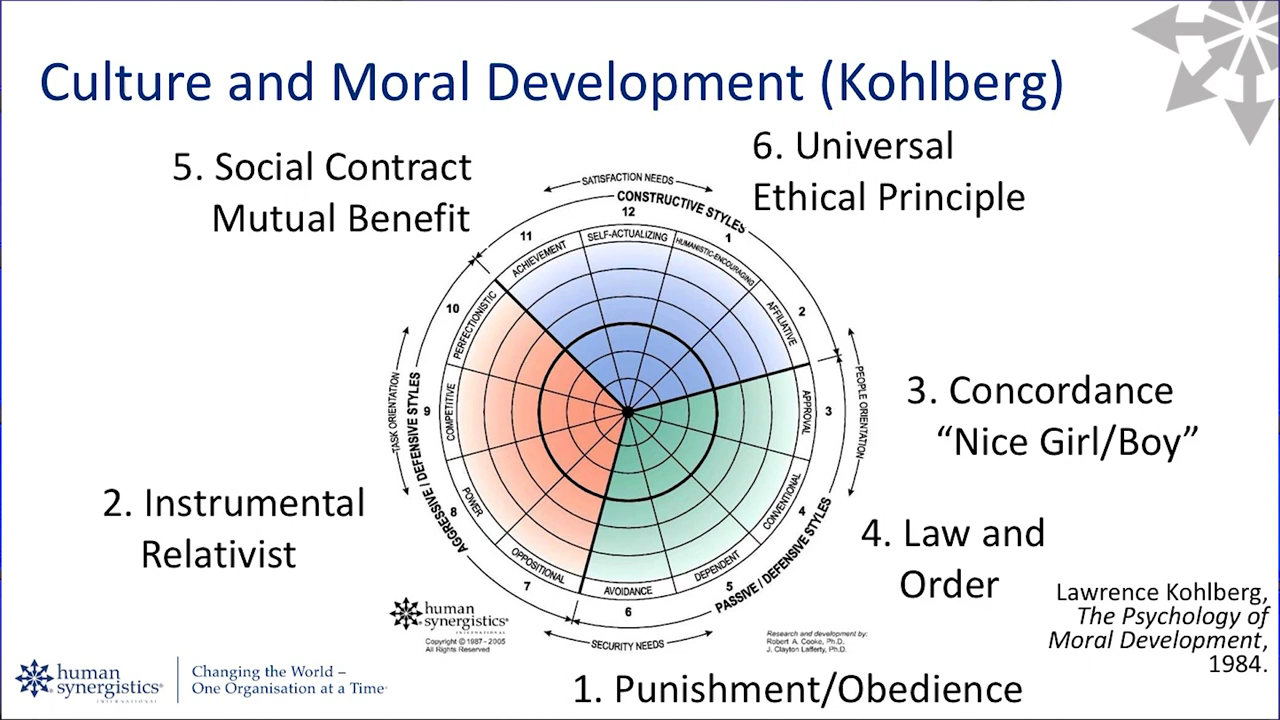 Culture and Moral Development (Kohlberg)
5. Social Contract
Mutual Benefit
6. Universal
Ethical Principle
SATISFACTION NEEDS
CONSTRUCTIVE STYLES
12
11
1
SELF-ACTUALIZING
ACHIEVEMENT
HUMANISTIC-ENCOURAGING
10
2
PERFECTIONISTIC
AFFILIATIVE
TASK ORIENTATION
AGGRESSIVE / DEFENSIVE STYLES
9
COMPETITIVE
APPROVAL
3
PEOPLE ORIENTATION
3. Concordance
“Nice Girl/Boy”
2. Instrumental
Relativist
8
POWER
CONVENTIONAL
4
PASSIVE / DEFENSIVE STYLES
4. Law and
Order
7
OPPOSITIONAL
AVOIDANCE
DEPENDENT
5
6
SECURITY NEEDS
human
synergistics®
INTERNATIONAL
Copyright © 1987 - 2005
All Rights Reserved
Research and development by:
Robert A. Cooke, Ph.D.
J. Clayton Lafferty, Ph.D.
Lawrence Kohlberg,
The Psychology of
Moral Development,
1984.
human
synergistics®
INTERNATIONAL
Changing the World –
One Organisation at a Time
1. Punishment/Obedience